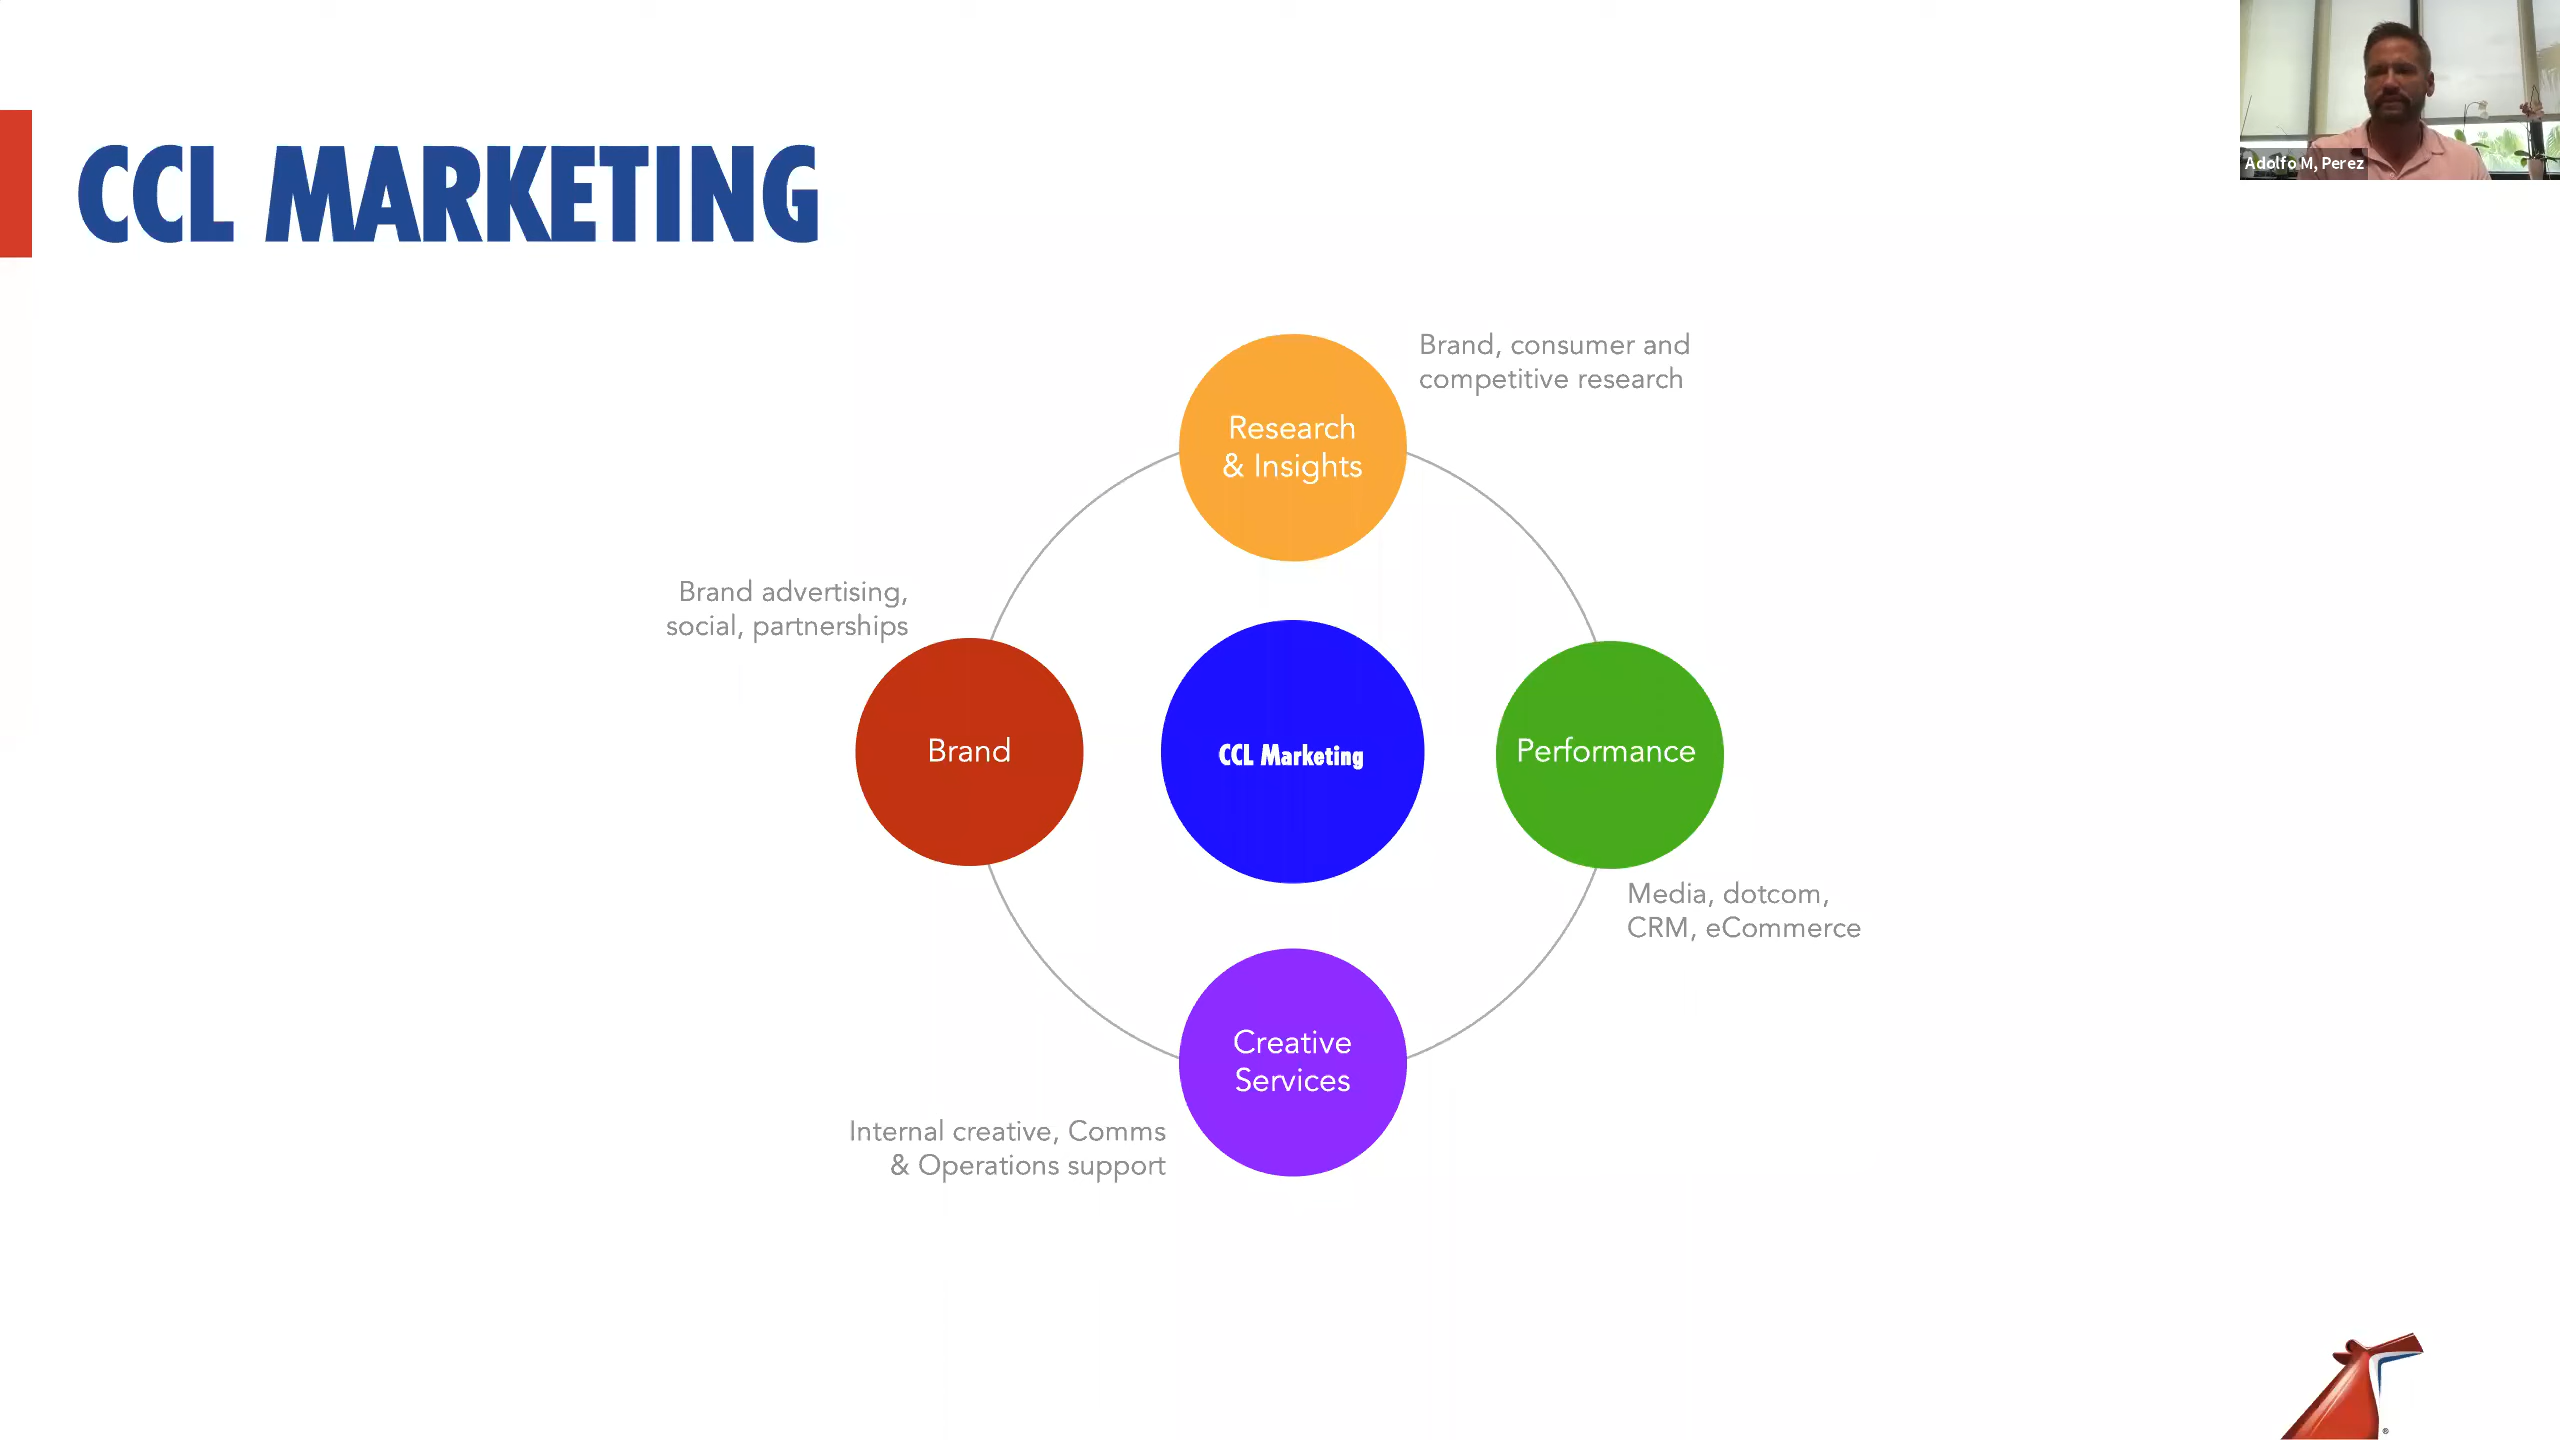 CCL MARKETING
Adolfo M, Perez
Brand, consumer and
competitive research
Research
& Insights
Brand advertising,
social, partnerships
Brand
CCL Marketing
Performance
Media, dotcom,
CRM, eCommerce
Creative
Services
Internal creative, Comms
& Operations support
®